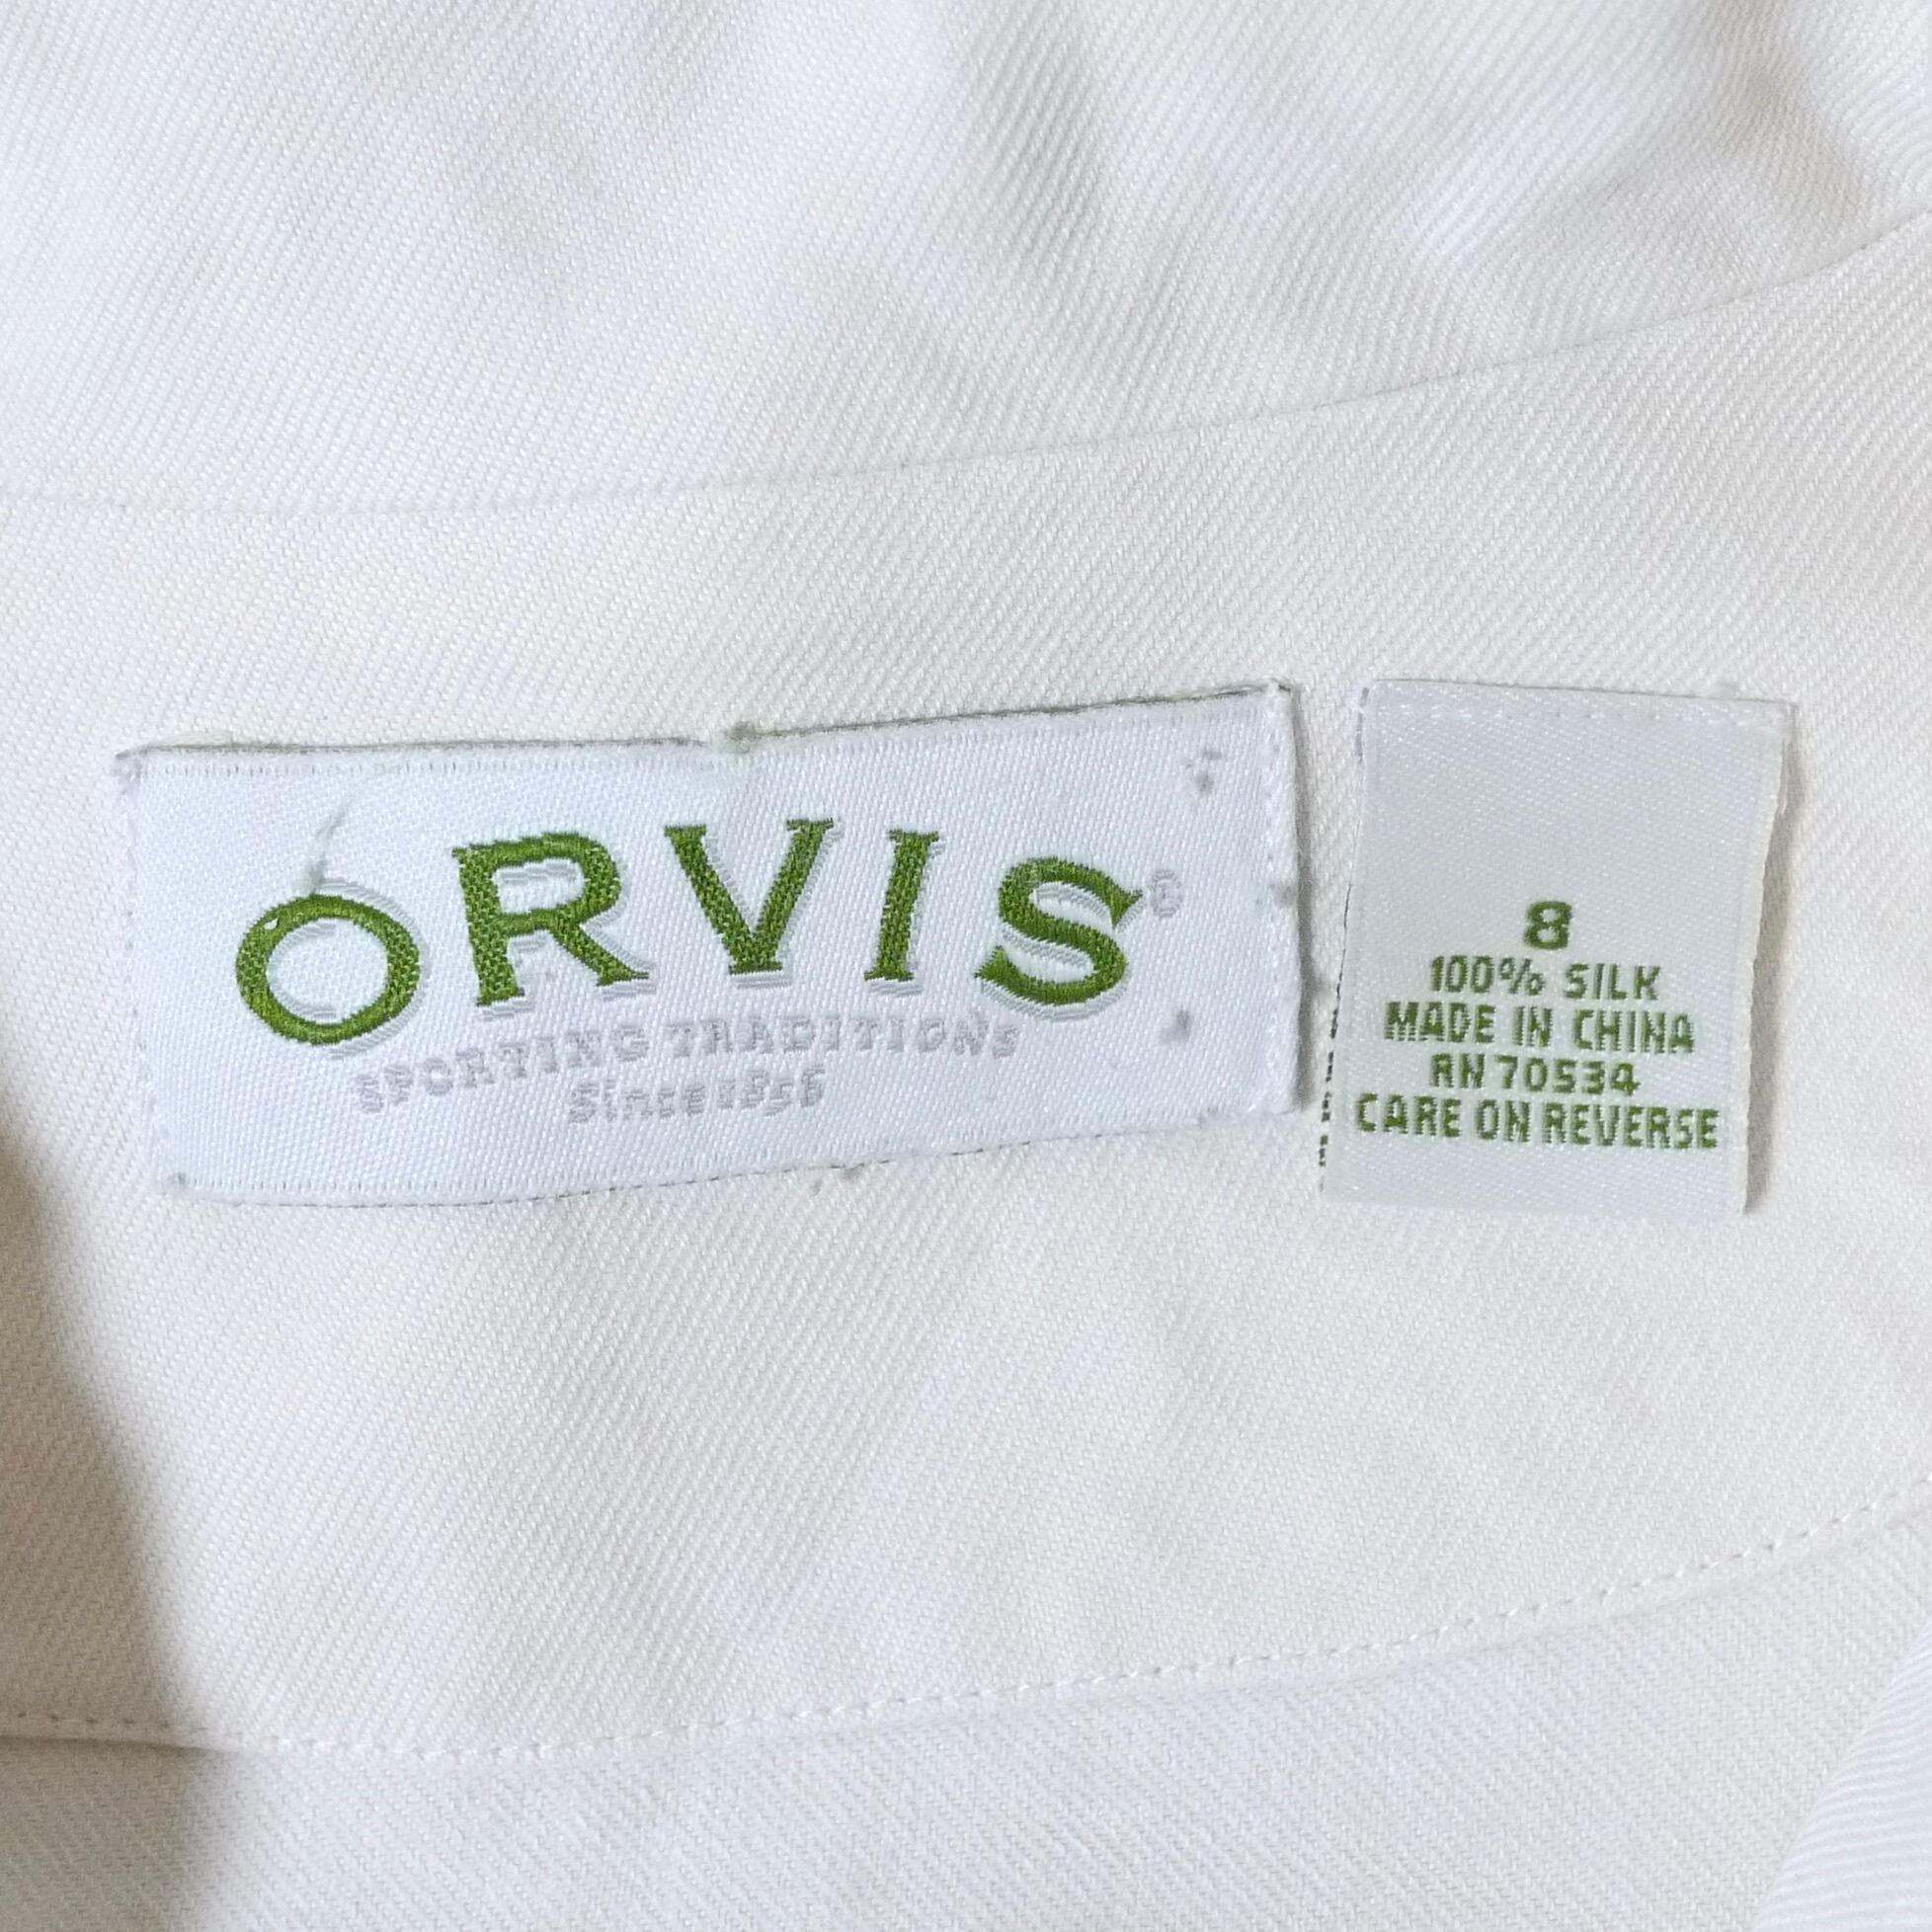 ORVIS®
SPORTING TRADITIONS
Since 1856
8
100% SILK
MADE IN CHINA
RN 70534
CARE ON REVERSE